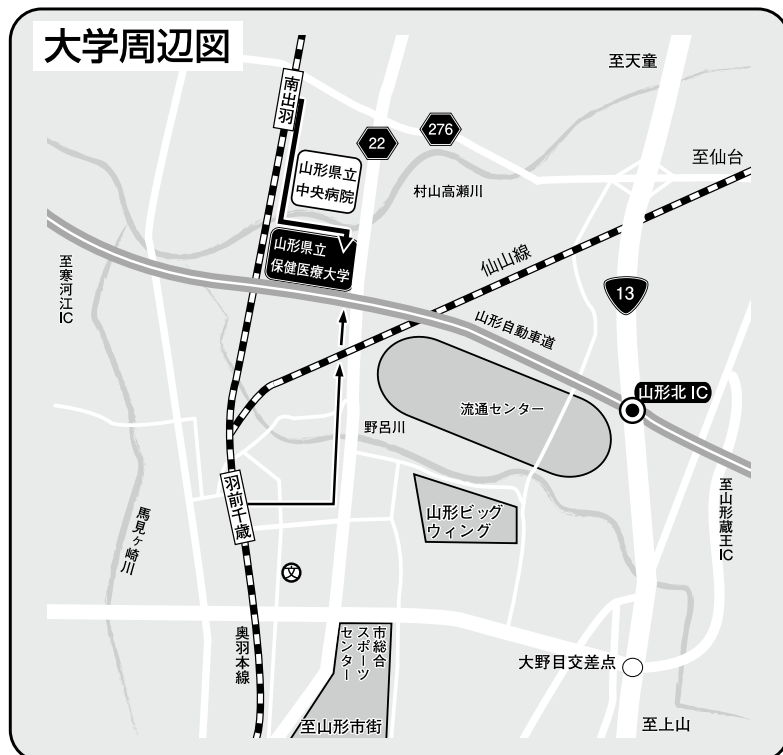 大学周辺図
至天童
南出羽
22
276
至仙台
山形県立
中央病院
村山高瀬川
山形県立
保健医療大学
仙山線
至寒河江IC
13
山形自動車道
山形北IC
流通センター
野呂川
羽前千歳
山形ビッグ
ウィング
至山形蔵王IC
馬見ヶ崎川
文
奥羽本線
市総合
スポーツ
センター
大野目交差点
至山形市街
至上山